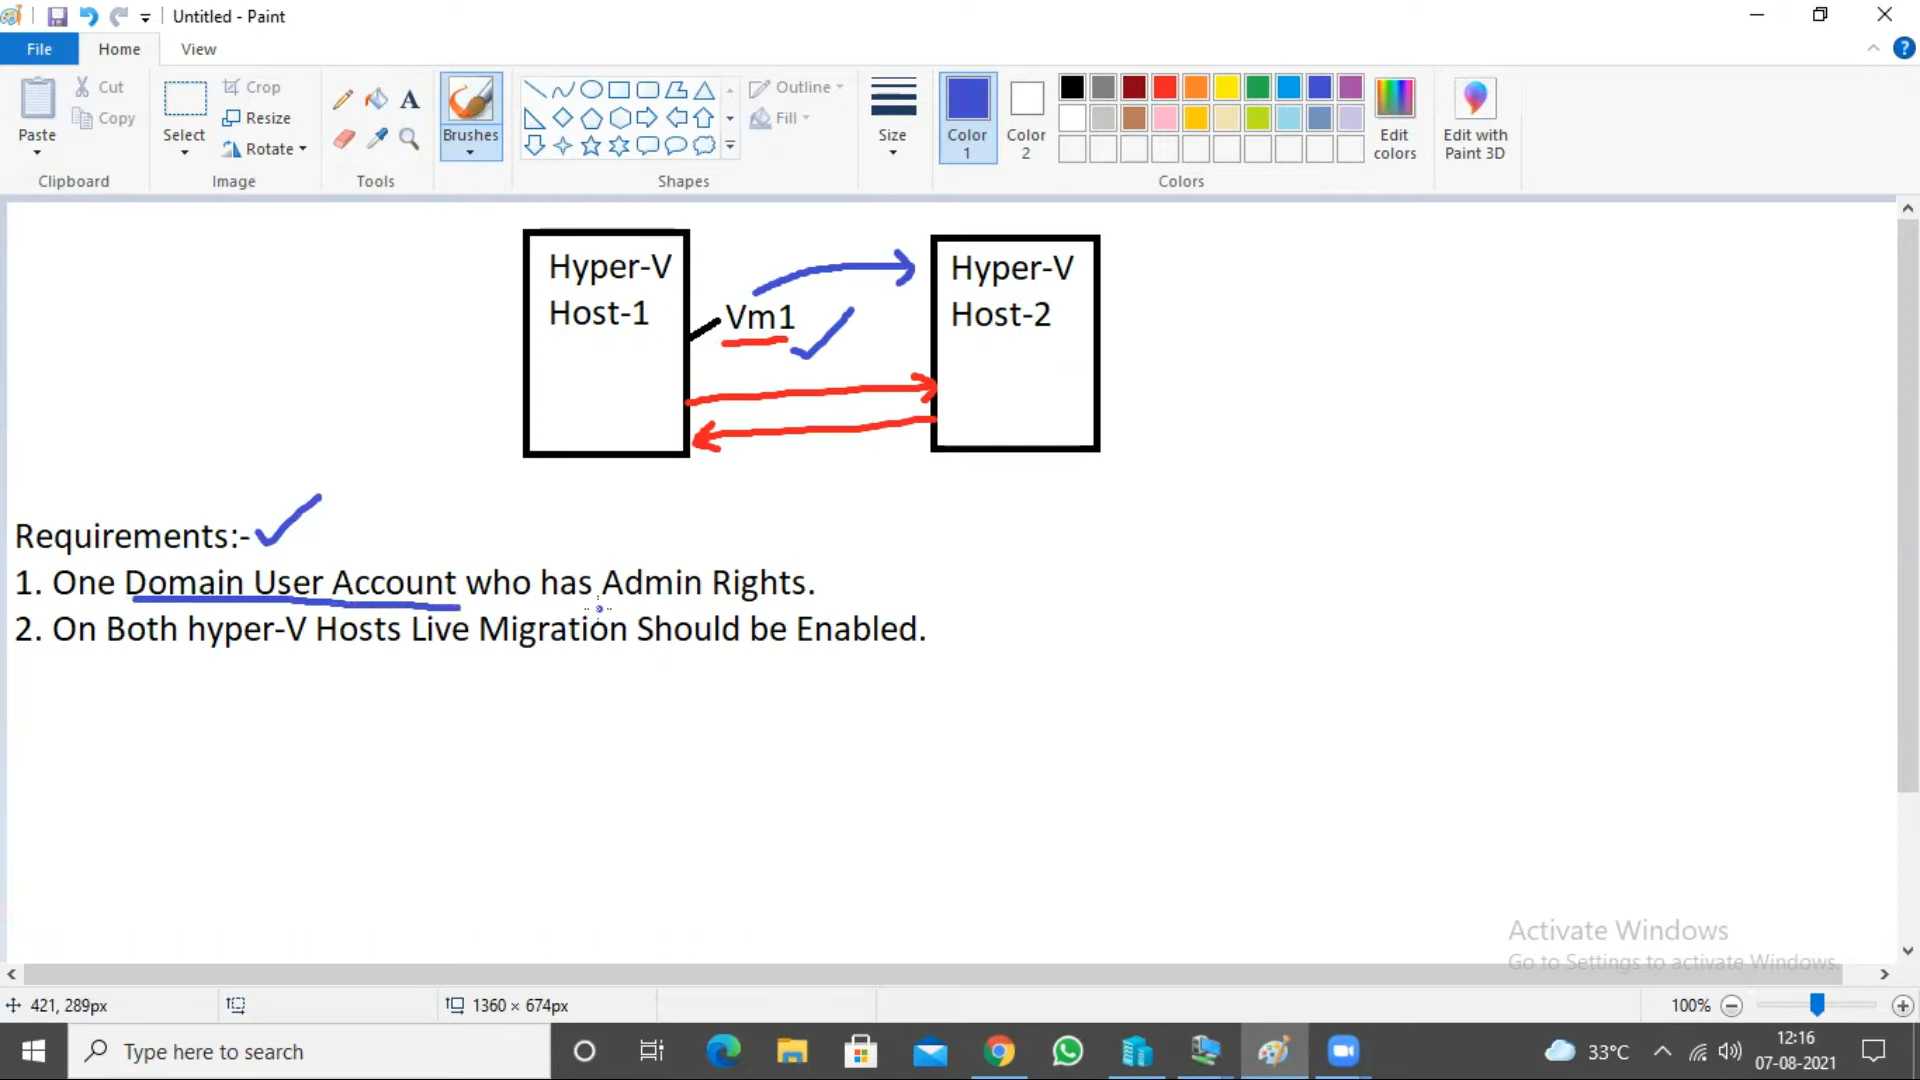 Untitled - Paint
File Home View
Paste
Cut
Copy
Clipboard
Select
Crop
Resize
Rotate
Image
Tools
Brushes
Shapes
Outline
Fill
Size
Color 1
Color 2
Colors
Edit colors
Edit with Paint 3D
Hyper-V
Host-1
Vm1
Hyper-V
Host-2
Requirements:-
1. One Domain User Account who has Admin Rights.
2. On Both hyper-V Hosts Live Migration Should be Enabled.
Activate Windows
Go to Settings to activate Windows.
421, 289px
1360 × 674px
100%
Type here to search
33°C
12:16
07-08-2021